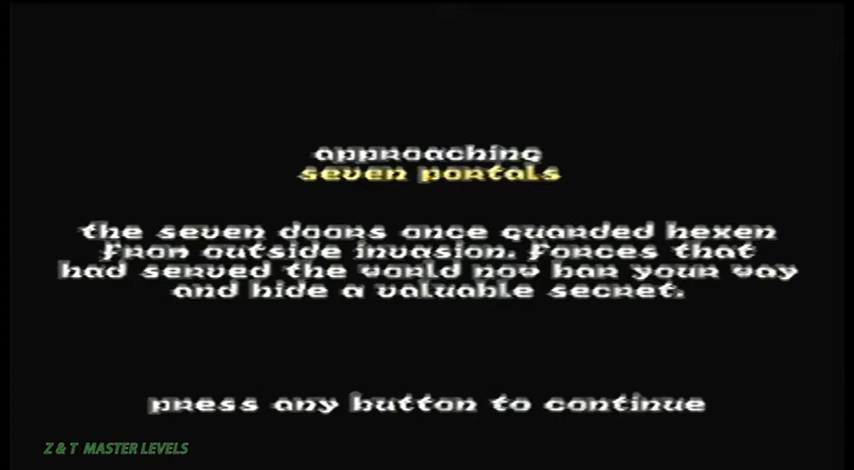 approaching
seven portals
the seven doors once guarded hexen
from outside invasion. forces that
had served the world now bar your way
and hide a valuable secret.
press any button to continue
Z & T MASTER LEVELS